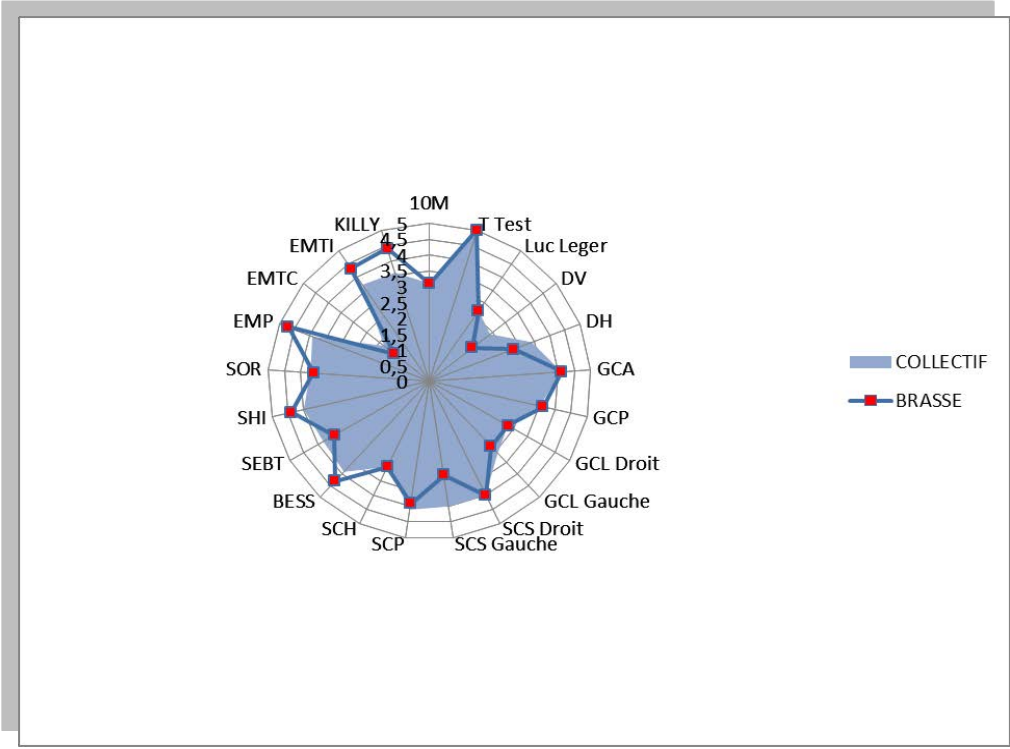 10M
T Test
Luc Leger
DV
DH
GCA
GCP
GCL Droit
GCL Gauche
SCS Droit
SCS Gauche
SCP
SCH
BESS
SEBT
SHI
SOR
EMP
EMTC
EMTI
KILLY
5
4,5
4
3,5
3
2,5
2
1,5
1
0,5
0
COLLECTIF
BRASSE